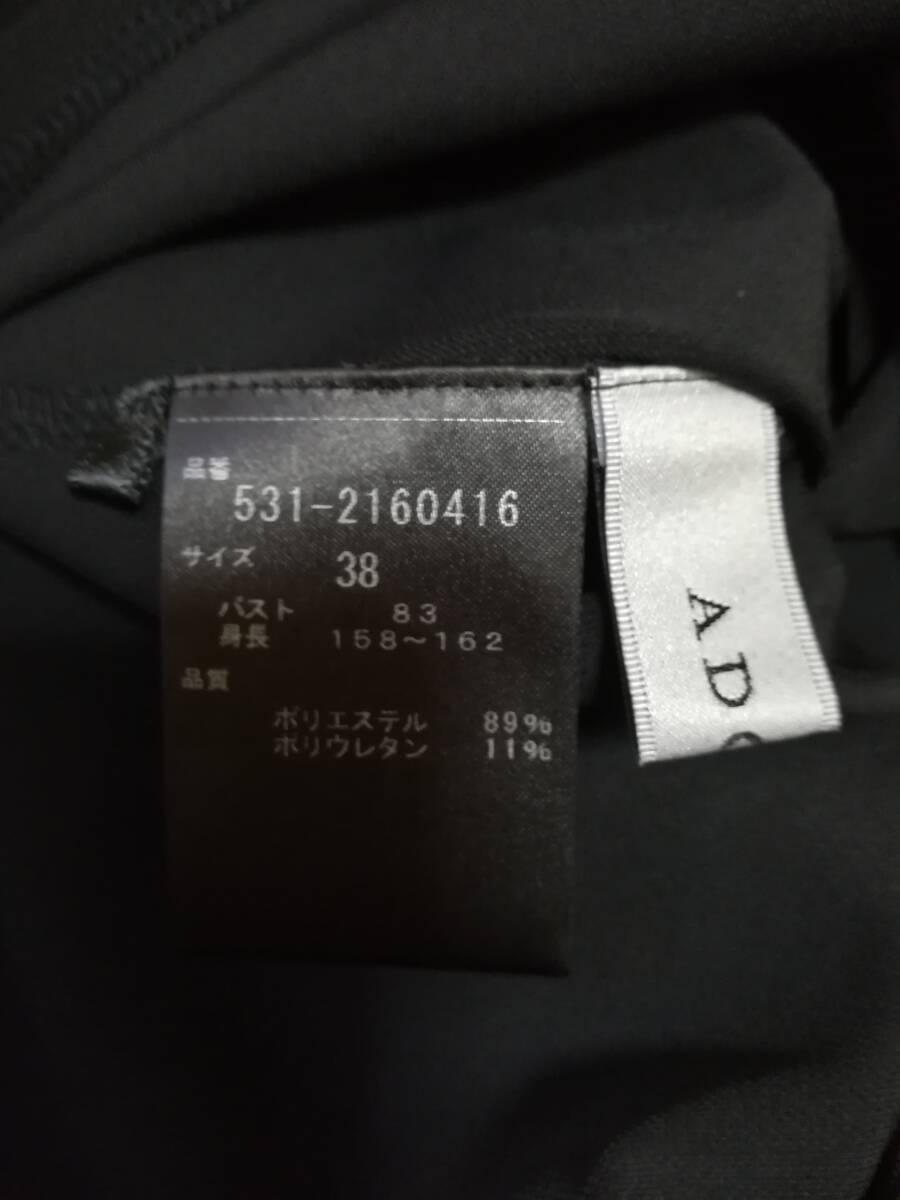 品番
531-2160416
サイズ 38
バスト 83
身長 158～162
品質
ポリエステル 89%
ポリウレタン 11%
AD